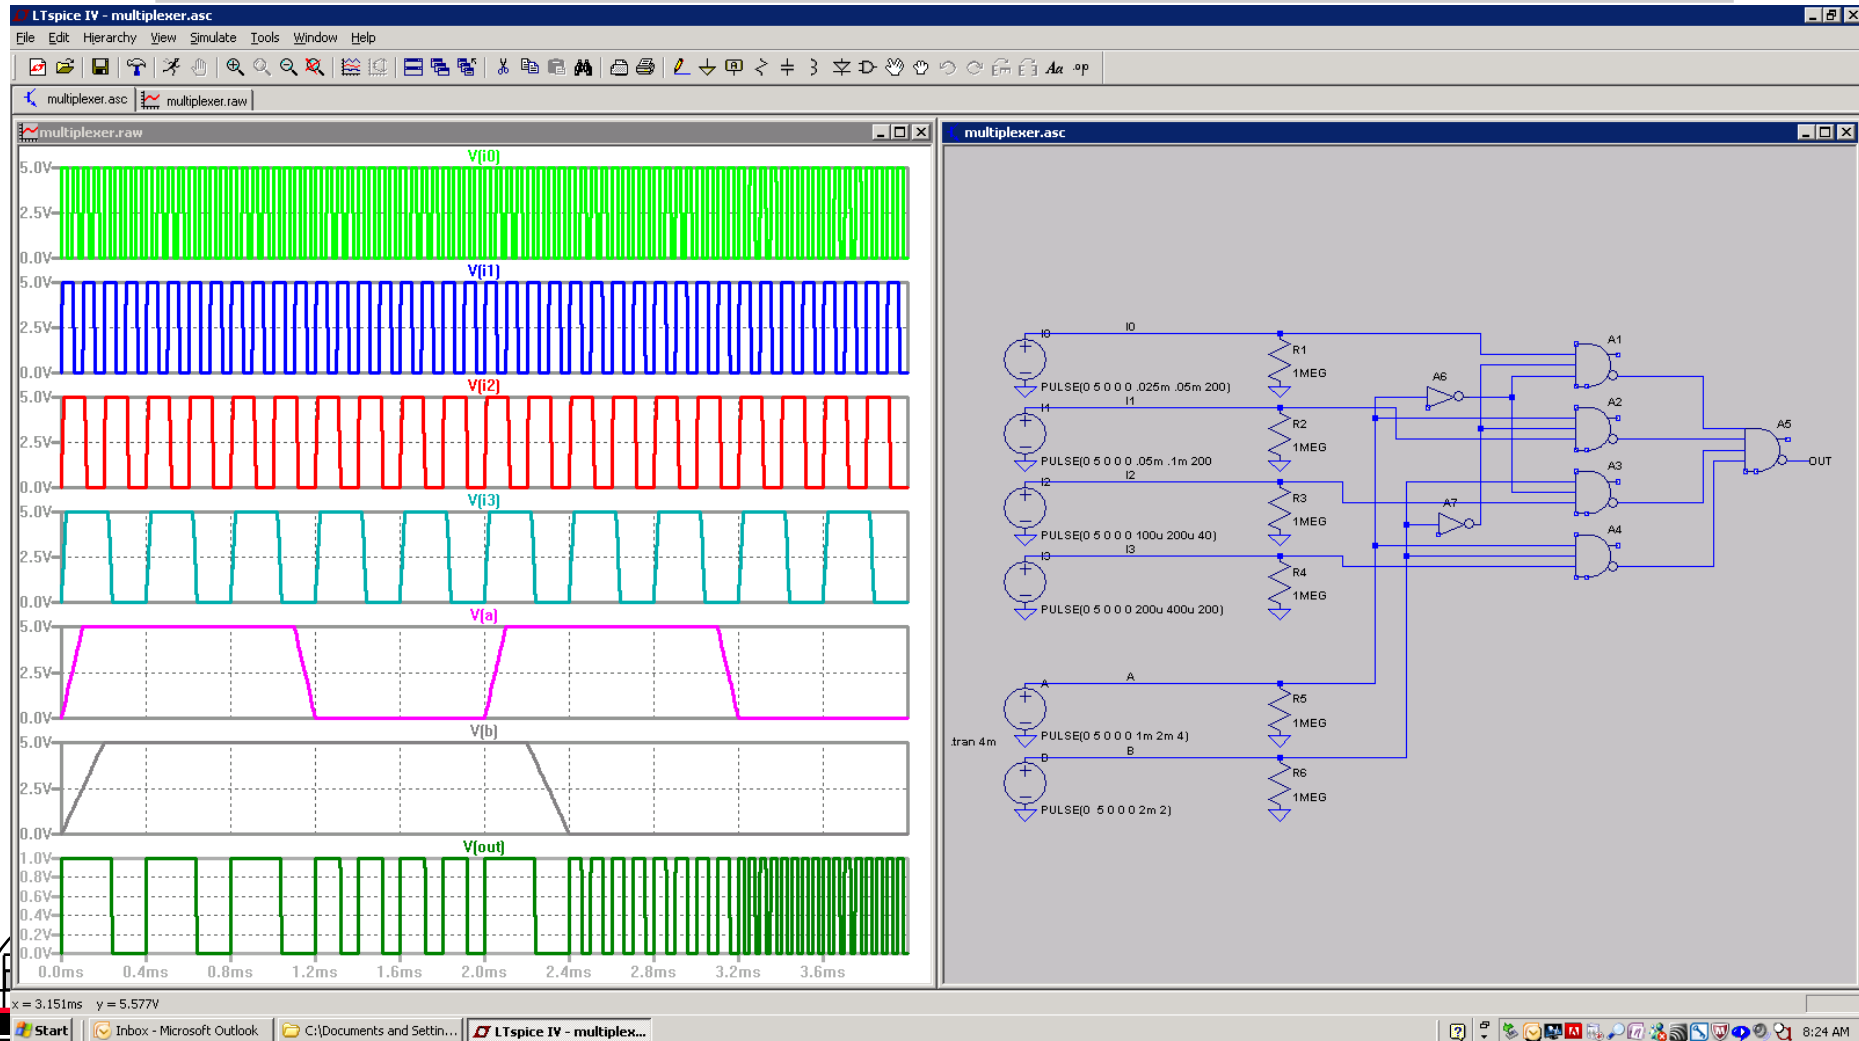 LTspice IV - multiplexer.asc
File Edit Hierarchy View Simulate Tools Window Help
Aa .op
multiplexer.asc multiplexer.raw
multiplexer.raw
V(i0)
5.0V
2.5V
0.0V
V(i1)
5.0V
2.5V
0.0V
V(i2)
5.0V
2.5V
0.0V
V(i3)
5.0V
2.5V
0.0V
V(a)
5.0V
2.5V
0.0V
V(b)
5.0V
2.5V
0.0V
V(out)
1.0V
0.8V
0.6V
0.4V
0.2V
0.0V
0.0ms 0.4ms 0.8ms 1.2ms 1.6ms 2.0ms 2.4ms 2.8ms 3.2ms 3.6ms
multiplexer.asc
I0 I0
R1
1MEG
PULSE(0 5 0 0 0 .025m .05m 200)
I1 I1
R2
1MEG
PULSE(0 5 0 0 0 .05m .1m 200
I2 I2
R3
1MEG
PULSE(0 5 0 0 0 100u 200u 40)
I3 I3
R4
1MEG
PULSE(0 5 0 0 0 200u 400u 200)
A6
A7
A1
A2
A3
A4
A5
OUT
A A
R5
1MEG
PULSE(0 5 0 0 0 1m 2m 4)
.tran 4m
B
R6
1MEG
PULSE(0 5 0 0 0 2m 2)
x = 3.151ms y = 5.577V
Start Inbox - Microsoft Outlook C:\Documents and Settin... LTspice IV - multiplex... 8:24 AM